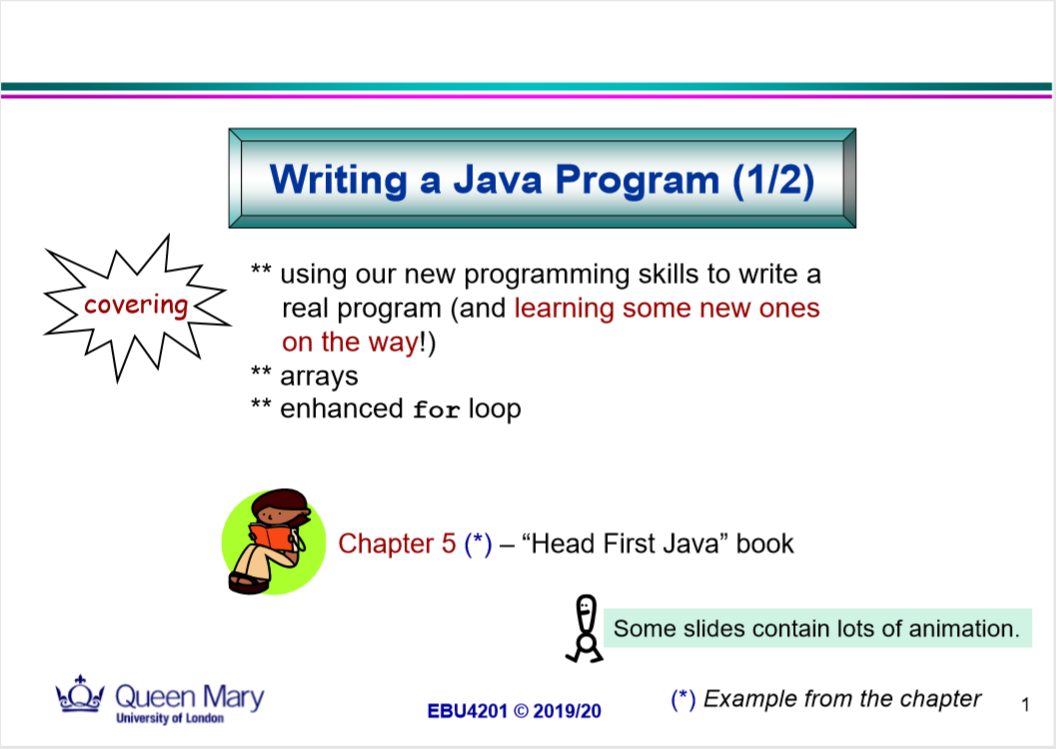 Writing a Java Program (1/2)
covering
** using our new programming skills to write a
real program (and learning some new ones
on the way!)
** arrays
** enhanced for loop
Chapter 5 (*) – “Head First Java” book
Some slides contain lots of animation.
Queen Mary
University of London
EBU4201 © 2019/20
(*) Example from the chapter
1